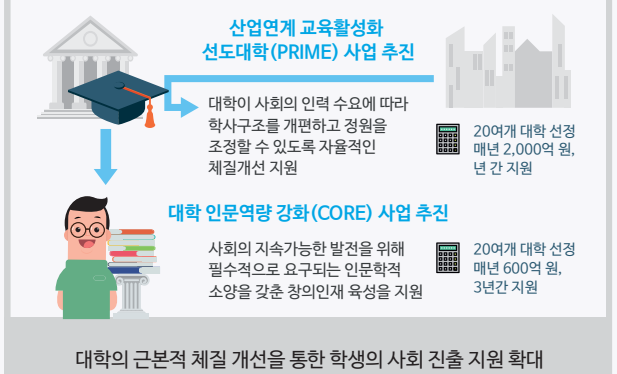 산업연계 교육활성화
선도대학(PRIME) 사업 추진
대학이 사회의 인력 수요에 따라
학사구조를 개편하고 정원을
조정할 수 있도록 자율적인
체질개선 지원
20여개 대학 선정
매년 2,000억 원,
년 간 지원
대학 인문역량 강화(CORE) 사업 추진
사회의 지속가능한 발전을 위해
필수적으로 요구되는 인문학적
소양을 갖춘 창의인재 육성을 지원
20여개 대학 선정
매년 600억 원,
3년간 지원
대학의 근본적 체질 개선을 통한 학생의 사회 진출 지원 확대